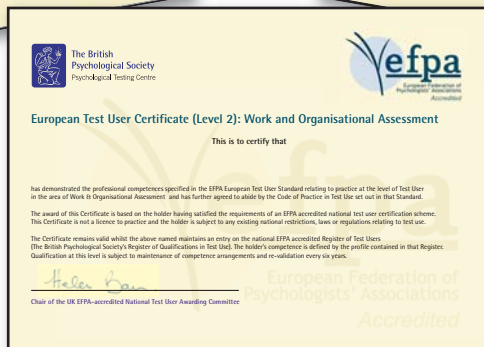 The British
Psychological Society
Psychological Testing Centre
efpa
European Federation of
Psychologists' Associations
Accredited
European Test User Certificate (Level 2): Work and Organisational Assessment
This is to certify that
has demonstrated the professional competences specified in the EFPA European Test User Standard relating to practice at the level of Test User
in the area of Work & Organisational Assessment and has further agreed to abide by the Code of Practice in Test Use set out in that Standard.
The award of this Certificate is based on the holder having satisfied the requirements of an EFPA accredited national test user certification scheme.
This Certificate is not a licence to practice and the holder is subject to any existing national restrictions, laws or regulations relating to test use.
The Certificate remains valid whilst the above named maintains an entry on the national EFPA accredited Register of Test Users
(The British Psychological Society's Register of Qualifications in Test Use). The holder's competence is defined by the profile contained in that Register.
Qualification at this level is subject to maintenance of competence arrangements and re-validation every six years.
Helen
Chair of the UK EFPA-accredited National Test User Awarding Committee
efpa
European Federation of
Psychologists' Associations
Accredited